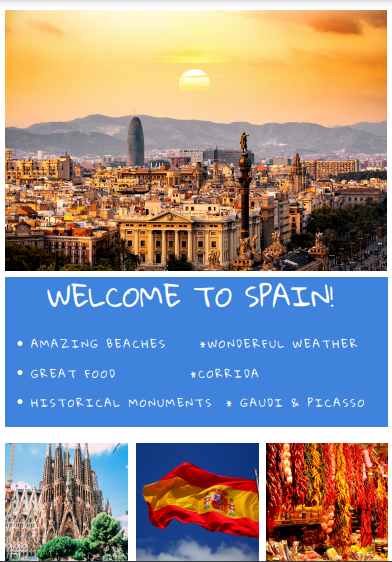 WELCOME TO SPAIN!
• AMAZING BEACHES *WONDERFUL WEATHER
• GREAT FOOD *CORRIDA
• HISTORICAL MONUMENTS * GAUDI & PICASSO